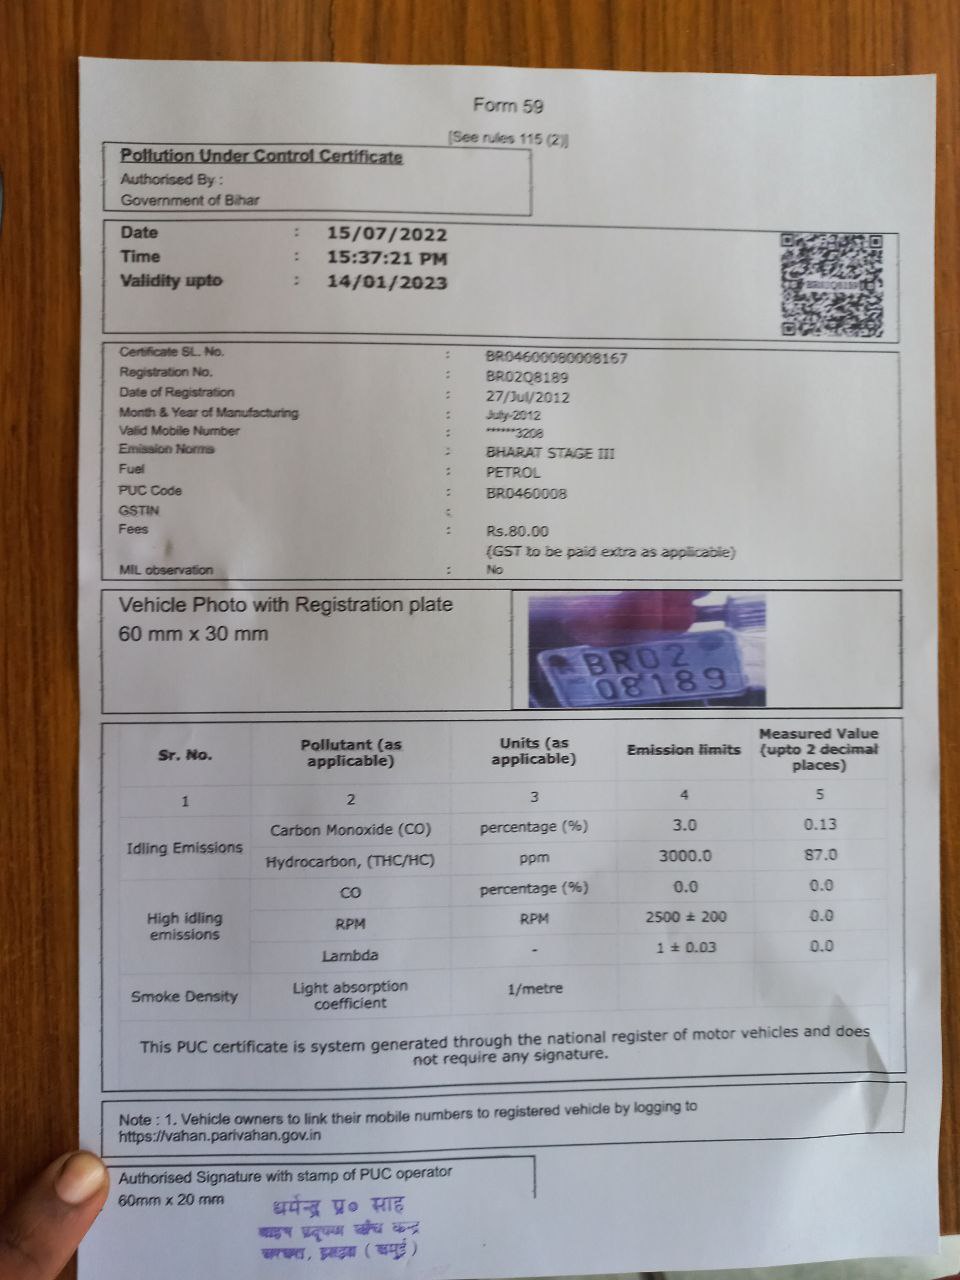 Form 59
[See rules 115 (2)]
Pollution Under Control Certificate
Authorised By :
Government of Bihar
Date : 15/07/2022
Time : 15:37:21 PM
Validity upto : 14/01/2023
BR02Q8189
Certificate SL. No. : BR04600080008167
Registration No. : BR02Q8189
Date of Registration : 27/Jul/2012
Month & Year of Manufacturing : July-2012
Valid Mobile Number : ******3208
Emission Norms : BHARAT STAGE III
Fuel : PETROL
PUC Code : BR0460008
GSTIN :
Fees : Rs.80.00
(GST to be paid extra as applicable)
MIL observation : No
Vehicle Photo with Registration plate
60 mm x 30 mm
BR02
Q8189
Sr. No. Pollutant (as applicable) Units (as applicable) Emission limits Measured Value (upto 2 decimal places)
1 2 3 4 5
Idling Emissions Carbon Monoxide (CO) percentage (%) 3.0 0.13
Hydrocarbon, (THC/HC) ppm 3000.0 87.0
High idling emissions CO percentage (%) 0.0 0.0
RPM RPM 2500 ± 200 0.0
Lambda - 1 ± 0.03 0.0
Smoke Density Light absorption coefficient 1/metre
This PUC certificate is system generated through the national register of motor vehicles and does
not require any signature.
Note : 1. Vehicle owners to link their mobile numbers to registered vehicle by logging to
https://vahan.parivahan.gov.in
Authorised Signature with stamp of PUC operator
60mm x 20 mm
धर्मेन्द्र प्र० साह
वाहन प्रदूषण जाँच केन्द्र
झाझा (जमुई)